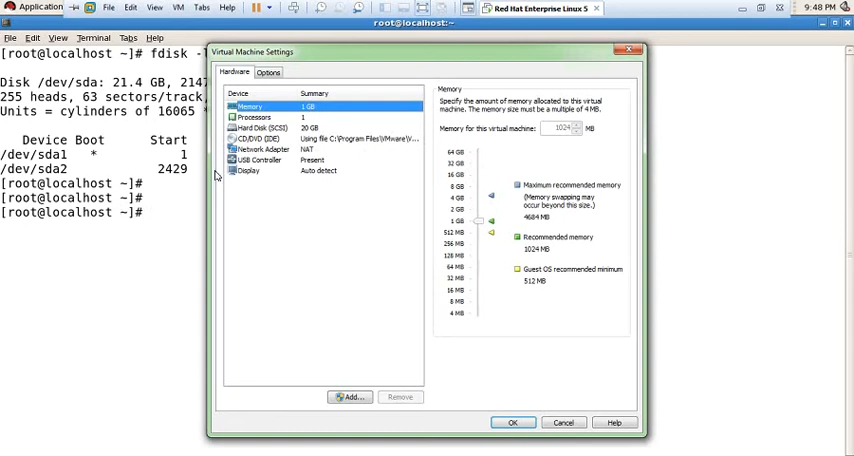 Application
File Edit View VM Tabs Help
Red Hat Enterprise Linux 5
9:48 PM
root@localhost:~
File Edit View Terminal Tabs Help
[root@localhost ~]# fdisk -
Disk /dev/sda: 21.4 GB, 2147
255 heads, 63 sectors/track,
Units = cylinders of 16065 *
Device Boot Start
/dev/sda1 * 1
/dev/sda2 2429
[root@localhost ~]#
[root@localhost ~]#
[root@localhost ~]#
Virtual Machine Settings
Hardware Options
Device Summary
Memory 1 GB
Processors 1
Hard Disk (SCSI) 20 GB
CD/DVD (IDE) Using file C:\Program Files\VMware\V...
Network Adapter NAT
USB Controller Present
Display Auto detect
Add... Remove
Memory
Specify the amount of memory allocated to this virtual
machine. The memory size must be a multiple of 4 MB.
Memory for this virtual machine: 1024 MB
64 GB
32 GB
16 GB
8 GB
4 GB
2 GB
1 GB
512 MB
256 MB
128 MB
64 MB
32 MB
16 MB
8 MB
4 MB
Maximum recommended memory
(Memory swapping may
occur beyond this size.)
4684 MB
Recommended memory
1024 MB
Guest OS recommended minimum
512 MB
OK Cancel Help